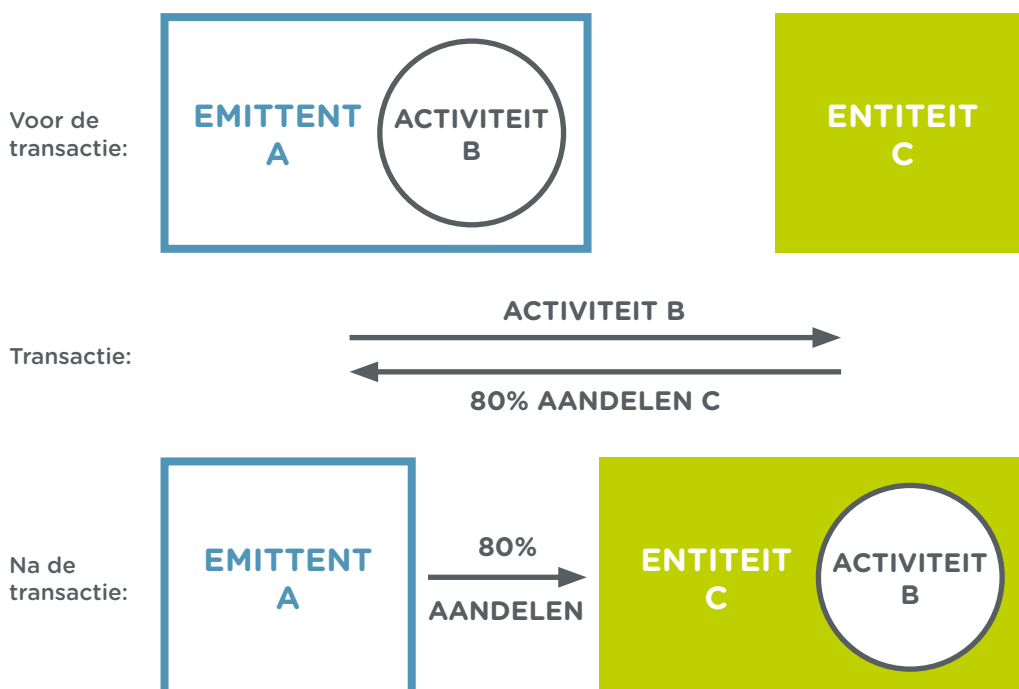 Voor de
transactie:
EMITTENT
A
ACTIVITEIT
B
ENTITEIT
C
Transactie:
ACTIVITEIT B
80% AANDELEN C
Na de
transactie:
EMITTENT
A
80%
AANDELEN
ENTITEIT
C
ACTIVITEIT
B